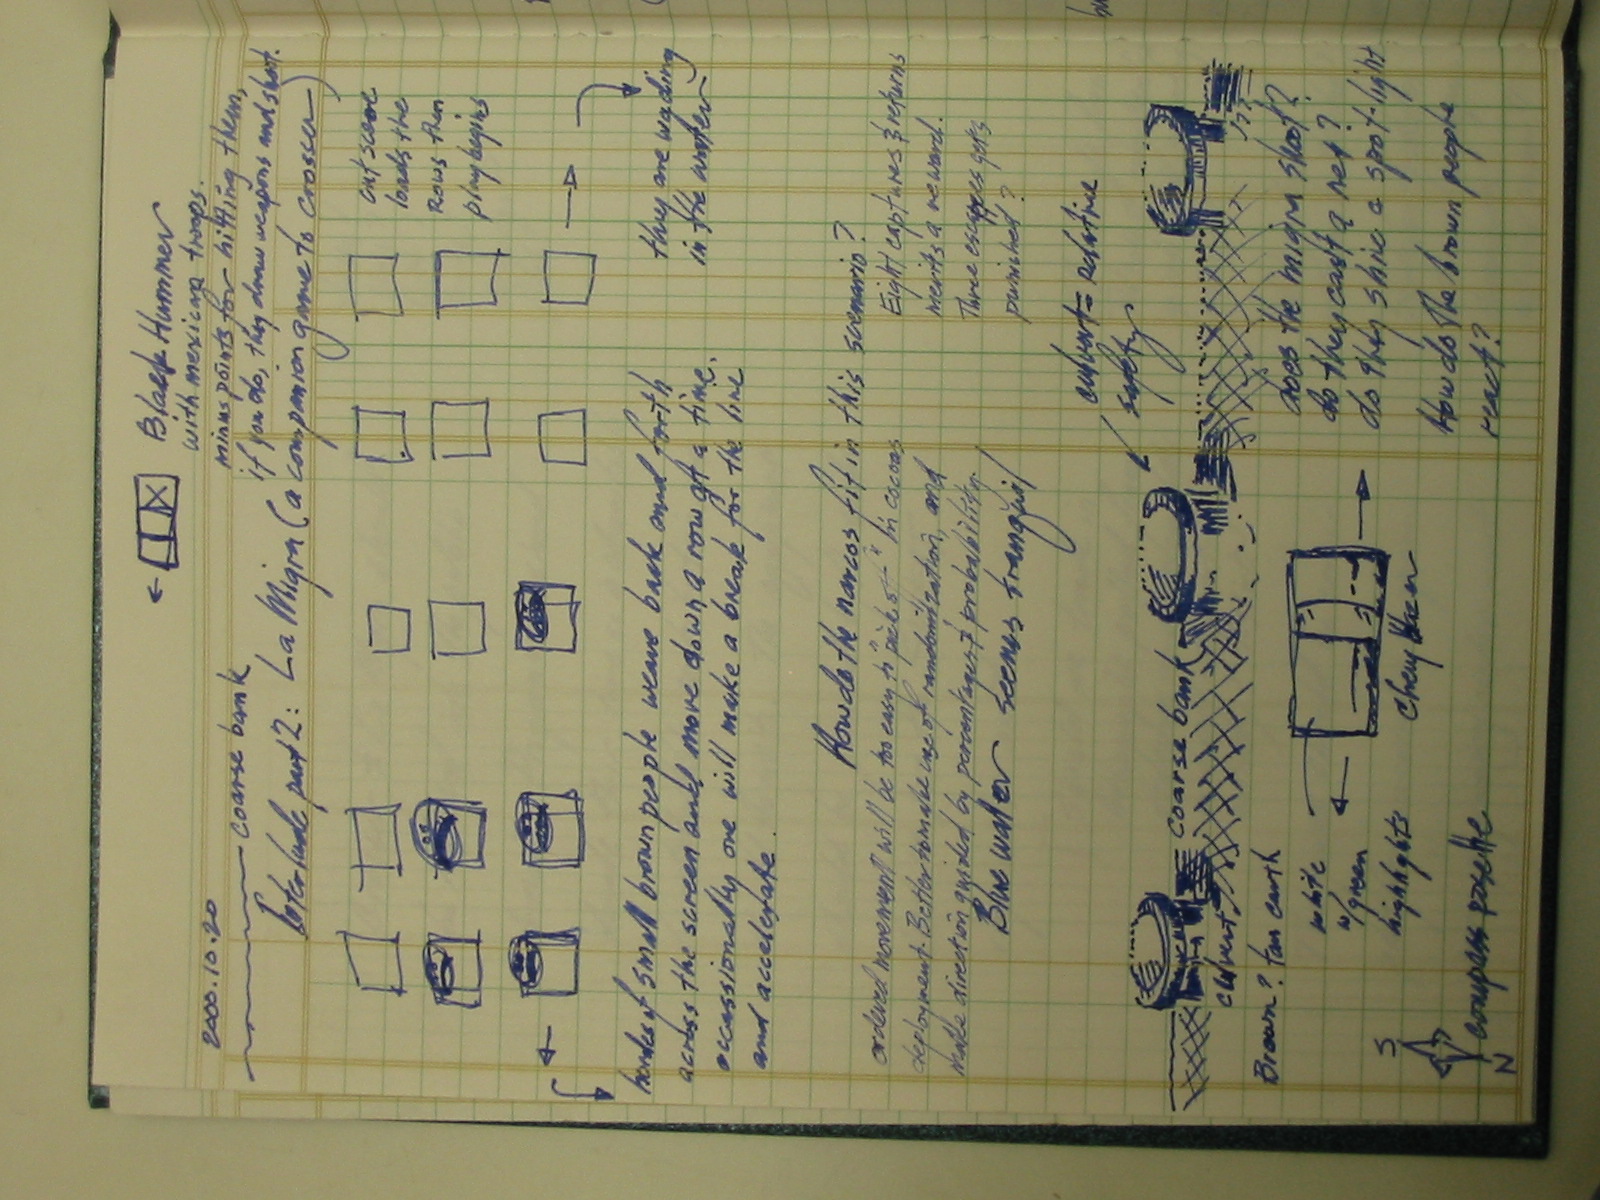 Black Hummer
with mexican troops.
minus points for hitting them,
if you do, they draw weapons and shoot.
2000.10.20
coarse bank
Interlude part 2: La Migra (a companion game to Crosser)
cut scene
loads the
Rows then
play begins
they are wading
in the water
hordes of small brown people weave back and forth
across the screen and move down a row at a time.
occassionally one will make a break for the line
and accelerate.
How do the narcos fit in this scenario?
ordered movement will be too easy to "pick off" in cocoas
deployment. Better to make use of randomization, and
make direction guided by percentages & probability.
Eight captures & returns
merits a reward.
Three escapes gets
punished?
Blue water seems tranquil
culvert = relative
safety
coarse bank
culvert
Brown? tan earth
white
w/green
highlights
Chevy Blazer
does the migra shoot?
do they cast a net?
do they shine a spot-light
How do the brown people
react?
S
N
compass rosette